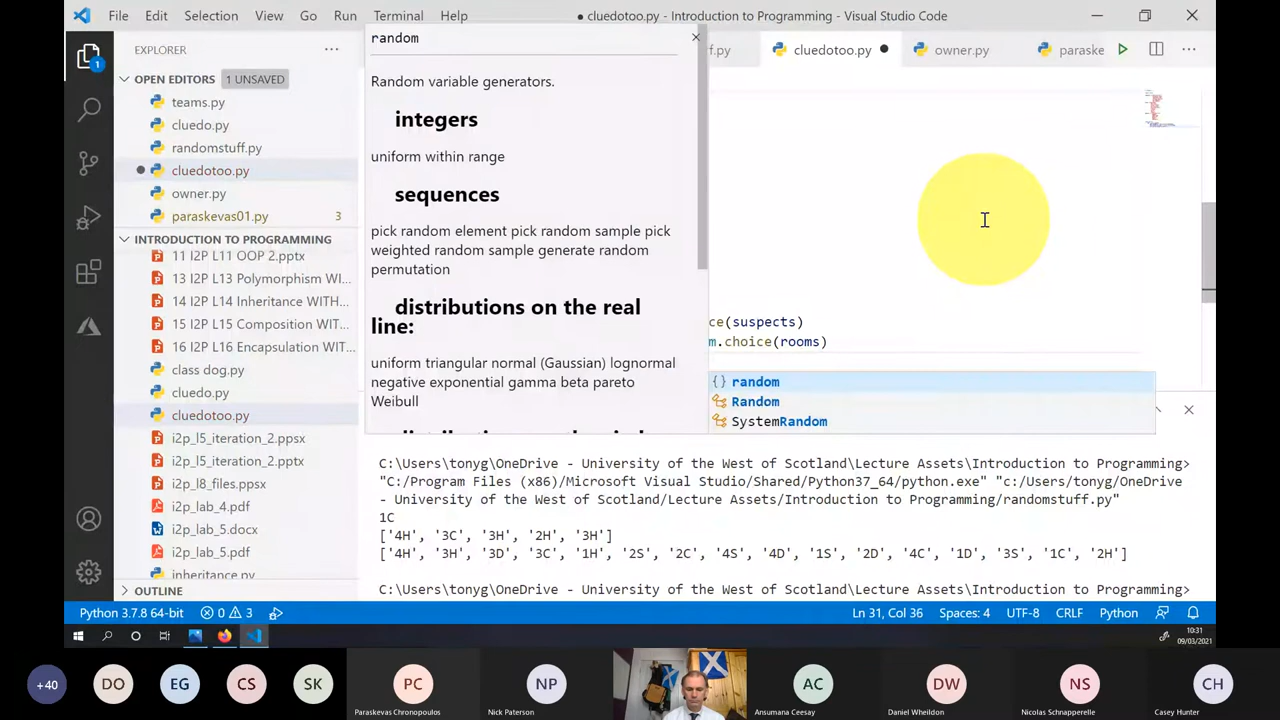 File Edit Selection View Go Run Terminal Help
● cluedotoo.py - Introduction to Programming - Visual Studio Code
EXPLORER
OPEN EDITORS 1 UNSAVED
teams.py
cluedo.py
randomstuff.py
cluedotoo.py
owner.py
paraskevas01.py 3
INTRODUCTION TO PROGRAMMING
11 I2P L11 OOP 2.pptx
13 I2P L13 Polymorphism WI...
14 I2P L14 Inheritance WITH...
15 I2P L15 Composition WIT...
16 I2P L16 Encapsulation WIT...
class dog.py
cluedo.py
cluedotoo.py
i2p_l5_iteration_2.ppsx
i2p_l5_iteration_2.pptx
i2p_l8_files.ppsx
i2p_lab_4.pdf
i2p_lab_5.docx
i2p_lab_5.pdf
inheritance.py
OUTLINE
random
Random variable generators.
integers
uniform within range
sequences
pick random element pick random sample pick
weighted random sample generate random
permutation
distributions on the real
line:
uniform triangular normal (Gaussian) lognormal
negative exponential gamma beta pareto
Weibull
f.py cluedotoo.py owner.py paraske
ce(suspects)
m.choice(rooms)
{} random
Random
SystemRandom
C:\Users\tonyg\OneDrive - University of the West of Scotland\Lecture Assets\Introduction to Programming>
"C:/Program Files (x86)/Microsoft Visual Studio/Shared/Python37_64/python.exe" "c:/Users/tonyg/OneDrive
- University of the West of Scotland/Lecture Assets/Introduction to Programming/randomstuff.py"
1C
['4H', '3C', '3H', '2H', '3H']
['4H', '3H', '3D', '3C', '1H', '2S', '2C', '4S', '4D', '1S', '2D', '4C', '1D', '3S', '1C', '2H']
C:\Users\tonyg\OneDrive - University of the West of Scotland\Lecture Assets\Introduction to Programming>
Python 3.7.8 64-bit 0 3 Ln 31, Col 36 Spaces: 4 UTF-8 CRLF Python
10:31
09/03/2021
+40 DO EG CS SK PC NP AC DW NS CH
Paraskevas Chronopoulos Nick Paterson Ansumana Ceesay Daniel Wheildon Nicolas Schnapperelle Casey Hunter